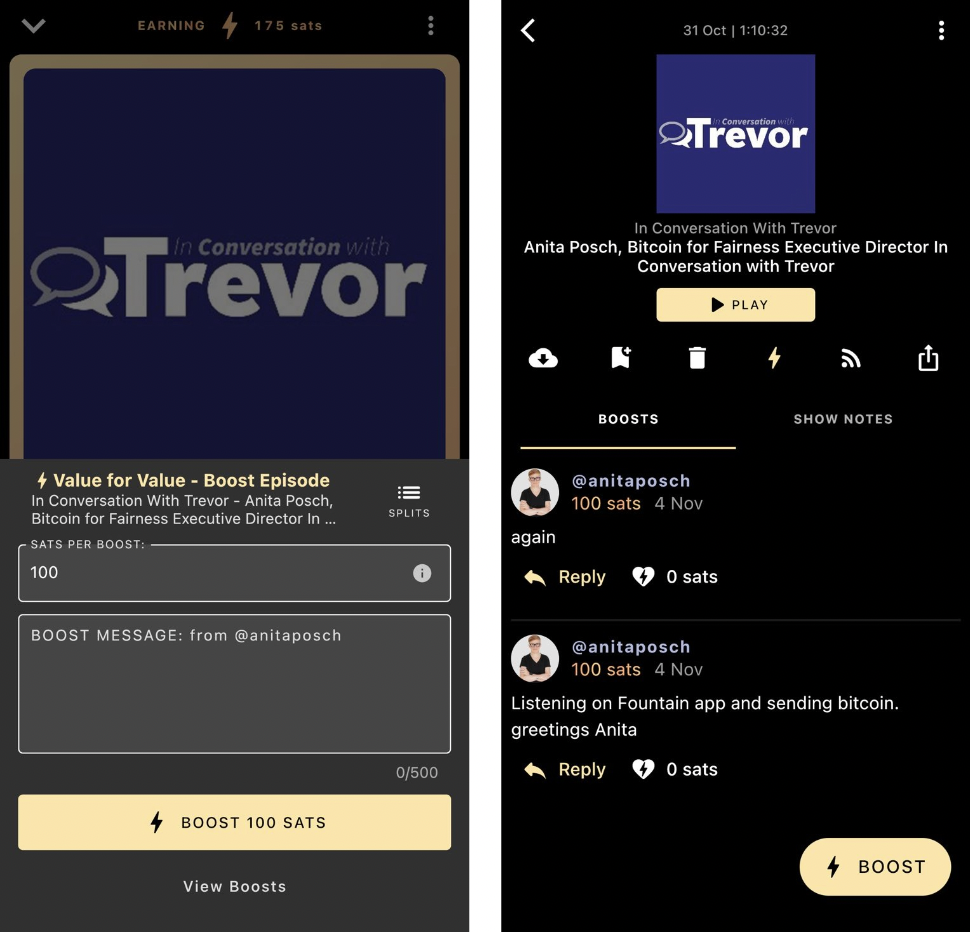 EARNING 175 sats
In Conversation with
Trevor
Value for Value - Boost Episode
In Conversation With Trevor - Anita Posch,
Bitcoin for Fairness Executive Director In ...
SPLITS
SATS PER BOOST:
100
BOOST MESSAGE: from @anitaposch
0/500
BOOST 100 SATS
View Boosts
31 Oct | 1:10:32
In Conversation with
Trevor
In Conversation With Trevor
Anita Posch, Bitcoin for Fairness Executive Director In
Conversation with Trevor
PLAY
BOOSTS SHOW NOTES
@anitaposch
100 sats 4 Nov
again
Reply 0 sats
@anitaposch
100 sats 4 Nov
Listening on Fountain app and sending bitcoin.
greetings Anita
Reply 0 sats
BOOST